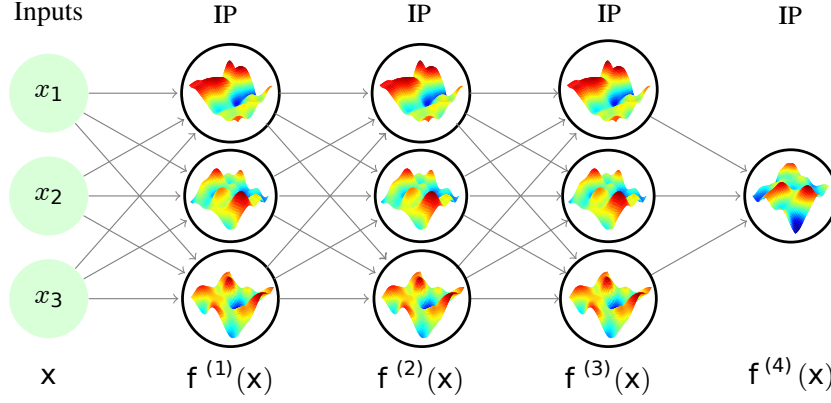 Inputs IP IP IP IP
x1
x2
x3
x f (1)(x) f (2)(x) f (3)(x) f (4)(x)